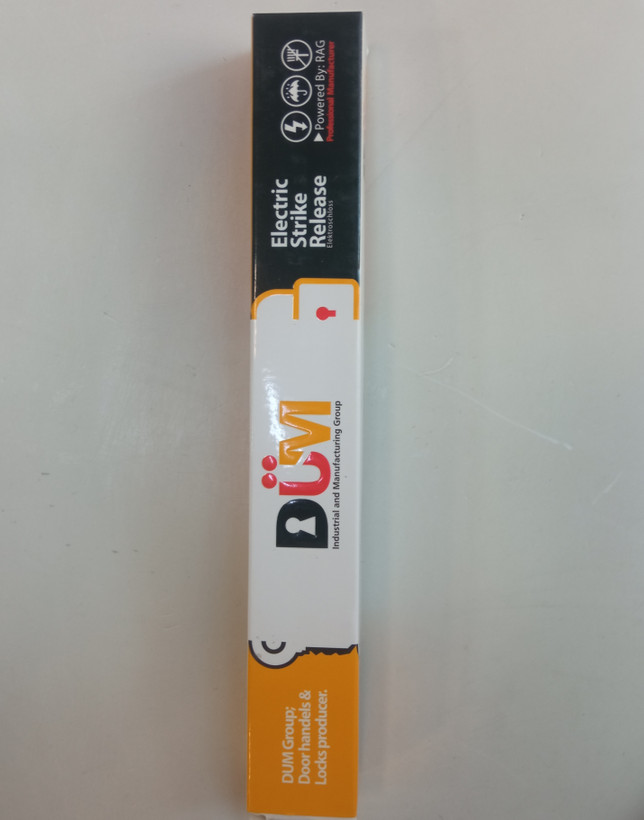 Electric
Strike
Release
Elektroschloss
Powered By: RAG
Professional Manufacturer
DÜM
Industrial and Manufacturing Group
DUM Group;
Door handels &
Locks producer.